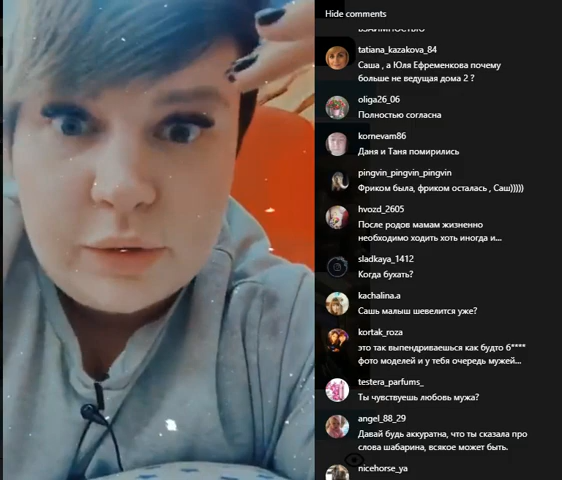 Hide comments
tatiana_kazakova_84
Саша , а Юля Ефременкова почему
больше не ведущая дома 2 ?
oliga26_06
Полностью согласна
kornevam86
Даня и Таня помирились
pingvin_pingvin_pingvin
Фриком была, фриком осталась , Саш)))))
hvozd_2605
После родов мамам жизненно
необходимо ходить хоть иногда и...
sladkaya_1412
Когда бухать?
kachalina.a
Сашь малыш шевелится уже?
kortak_roza
это так выпендриваешься как будто б****
фото моделей и у тебя очередь мужей...
testera_parfums_
Ты чувствуешь любовь мужа?
angel_88_29
Давай будь аккуратна, что ты сказала про
слова шабарина, всякое может быть.
nicehorse_ya